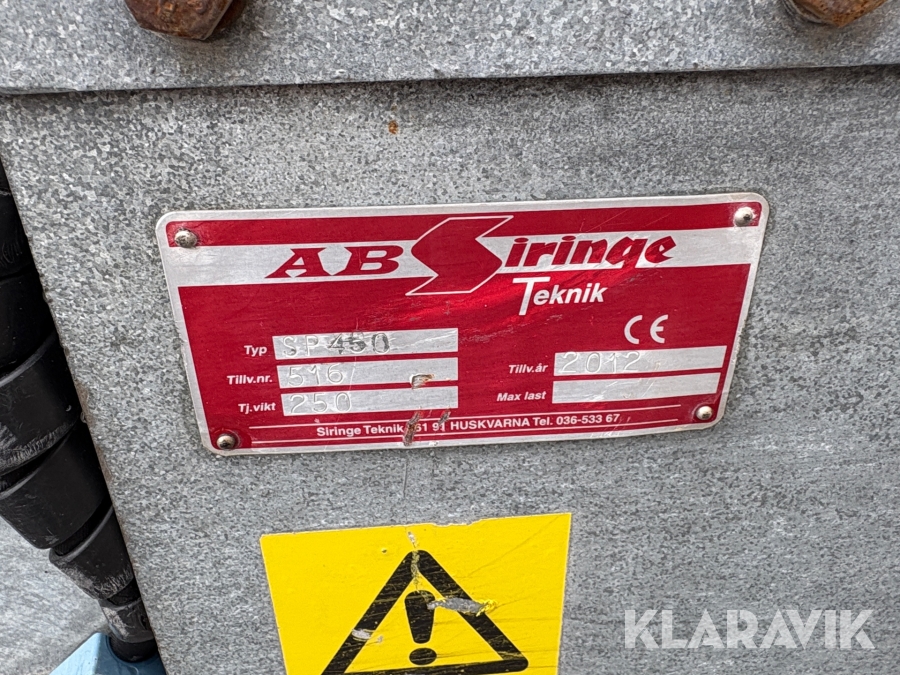 AB Siringe
Teknik
CE
Typ SP450
Tillv.nr. 516
Tj.vikt 250
Tillv.år 2012
Max last
Siringe Teknik 61 91 HUSKVARNA Tel. 036-533 67
KLARAVIK